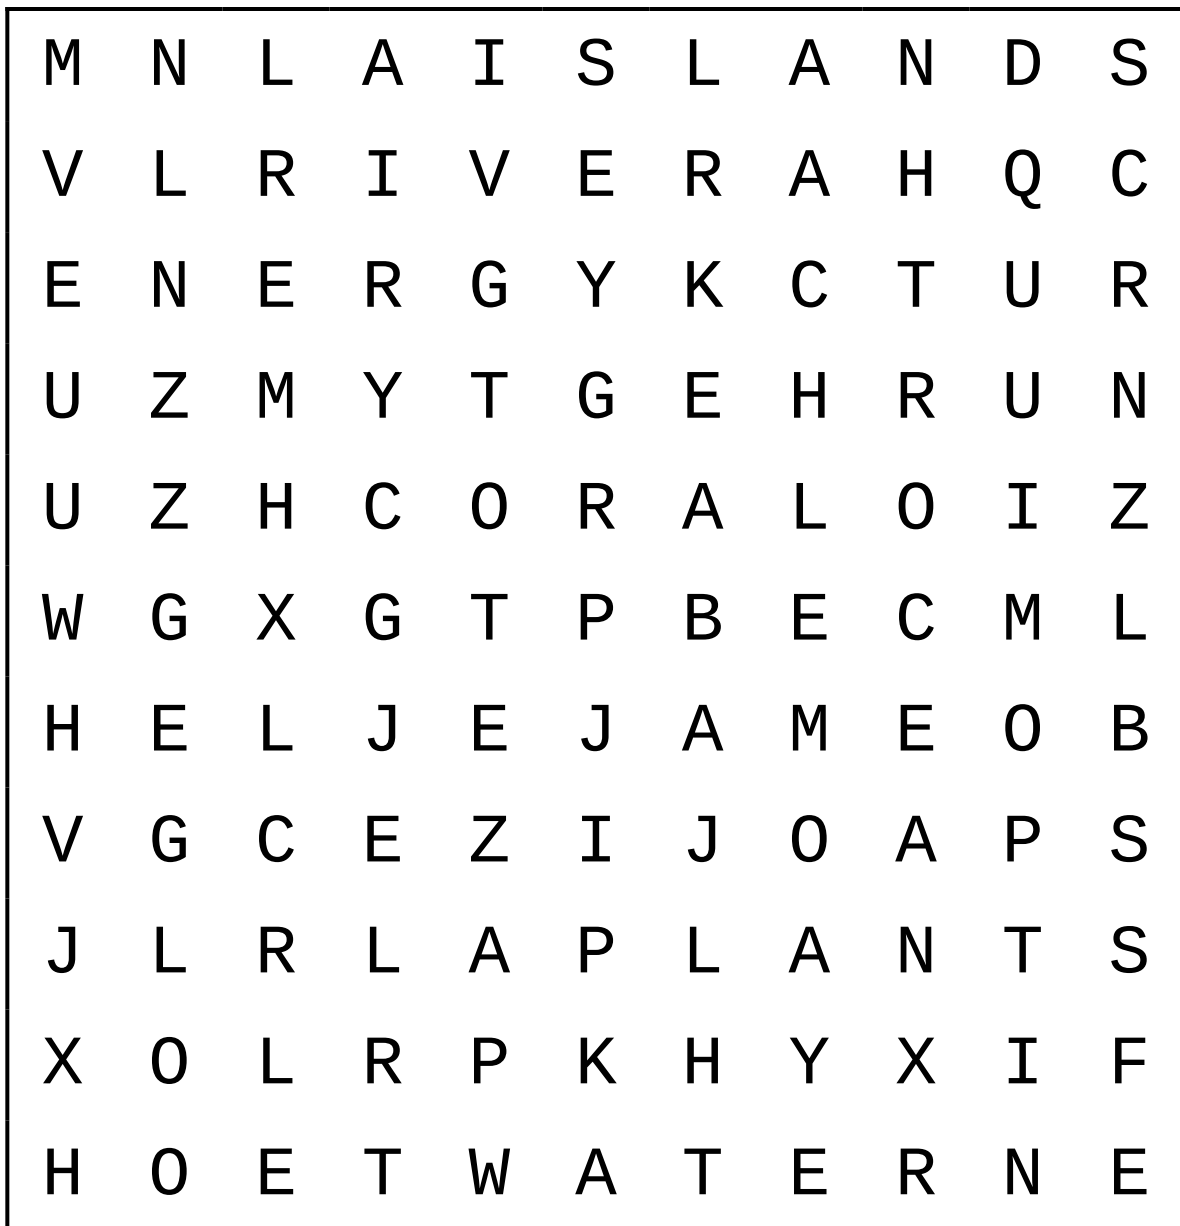 M N L A I S L A N D S
V L R I V E R A H Q C
E N E R G Y K C T U R
U Z M Y T G E H R U N
U Z H C O R A L O I Z
W G X G T P B E C M L
H E L J E J A M E O B
V G C E Z I J O A P S
J L R L A P L A N T S
X O L R P K H Y X I F
H O E T W A T E R N E